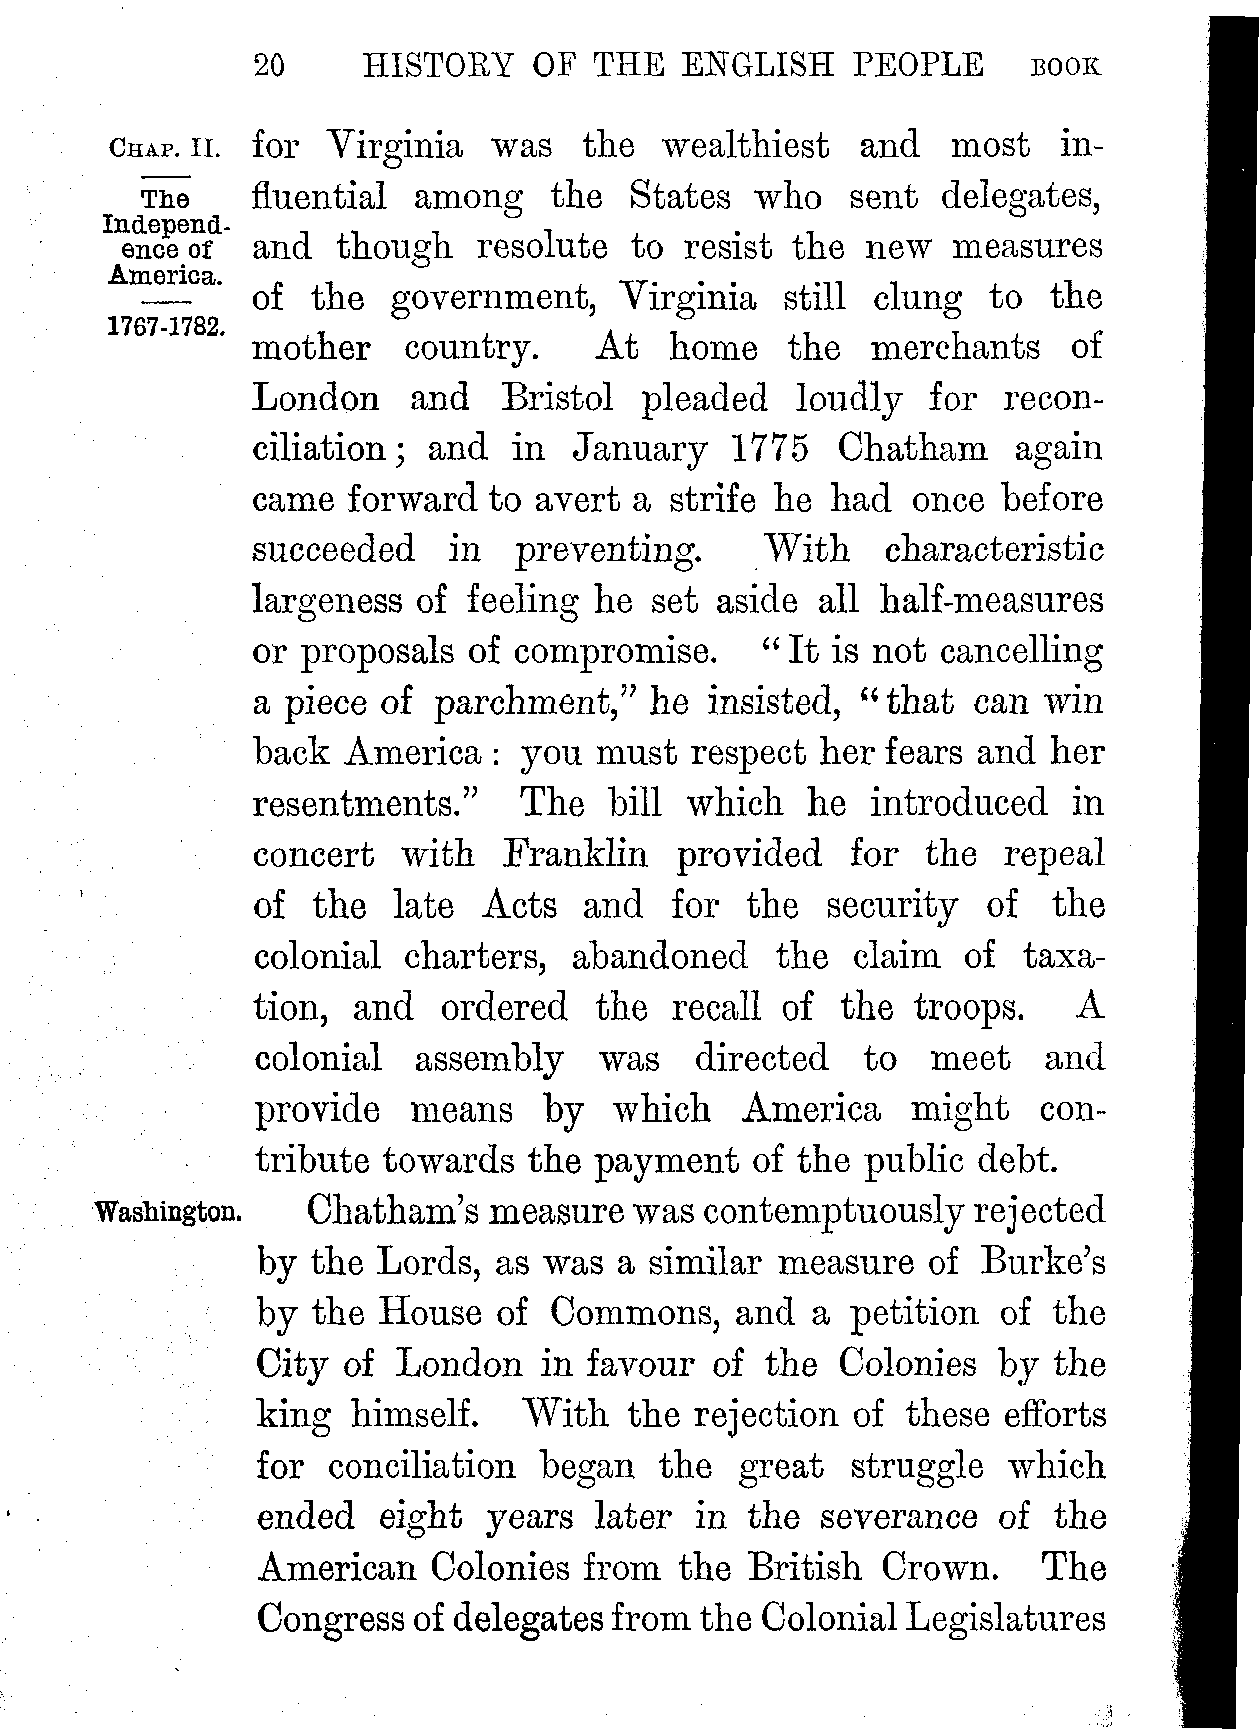 20 HISTORY OF THE ENGLISH PEOPLE BOOK
CHAP. II.
The
Independ-
ence of
America.
1767-1782.
for Virginia was the wealthiest and most in-
fluential among the States who sent delegates,
and though resolute to resist the new measures
of the government, Virginia still clung to the
mother country. At home the merchants of
London and Bristol pleaded loudly for recon-
ciliation; and in January 1775 Chatham again
came forward to avert a strife he had once before
succeeded in preventing. With characteristic
largeness of feeling he set aside all half-measures
or proposals of compromise. “It is not cancelling
a piece of parchment,” he insisted, “that can win
back America: you must respect her fears and her
resentments.” The bill which he introduced in
concert with Franklin provided for the repeal
of the late Acts and for the security of the
colonial charters, abandoned the claim of taxa-
tion, and ordered the recall of the troops. A
colonial assembly was directed to meet and
provide means by which America might con-
tribute towards the payment of the public debt.
Washington.
Chatham’s measure was contemptuously rejected
by the Lords, as was a similar measure of Burke’s
by the House of Commons, and a petition of the
City of London in favour of the Colonies by the
king himself. With the rejection of these efforts
for conciliation began the great struggle which
ended eight years later in the severance of the
American Colonies from the British Crown. The
Congress of delegates from the Colonial Legislatures